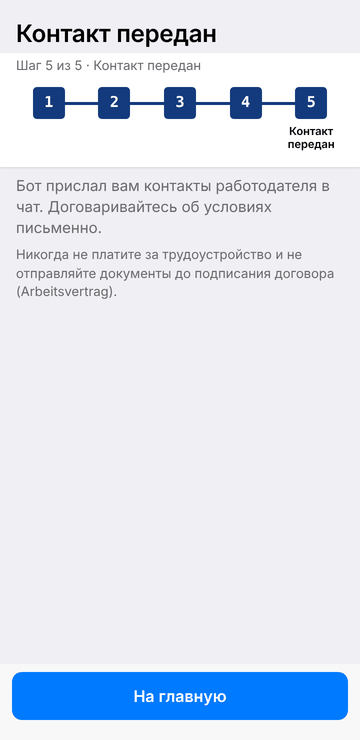 Контакт передан
Шаг 5 из 5 · Контакт передан
1 2 3 4 5
Контакт
передан
Бот прислал вам контакты работодателя в
чат. Договаривайтесь об условиях
письменно.
Никогда не платите за трудоустройство и не
отправляйте документы до подписания договора
(Arbeitsvertrag).
На главную